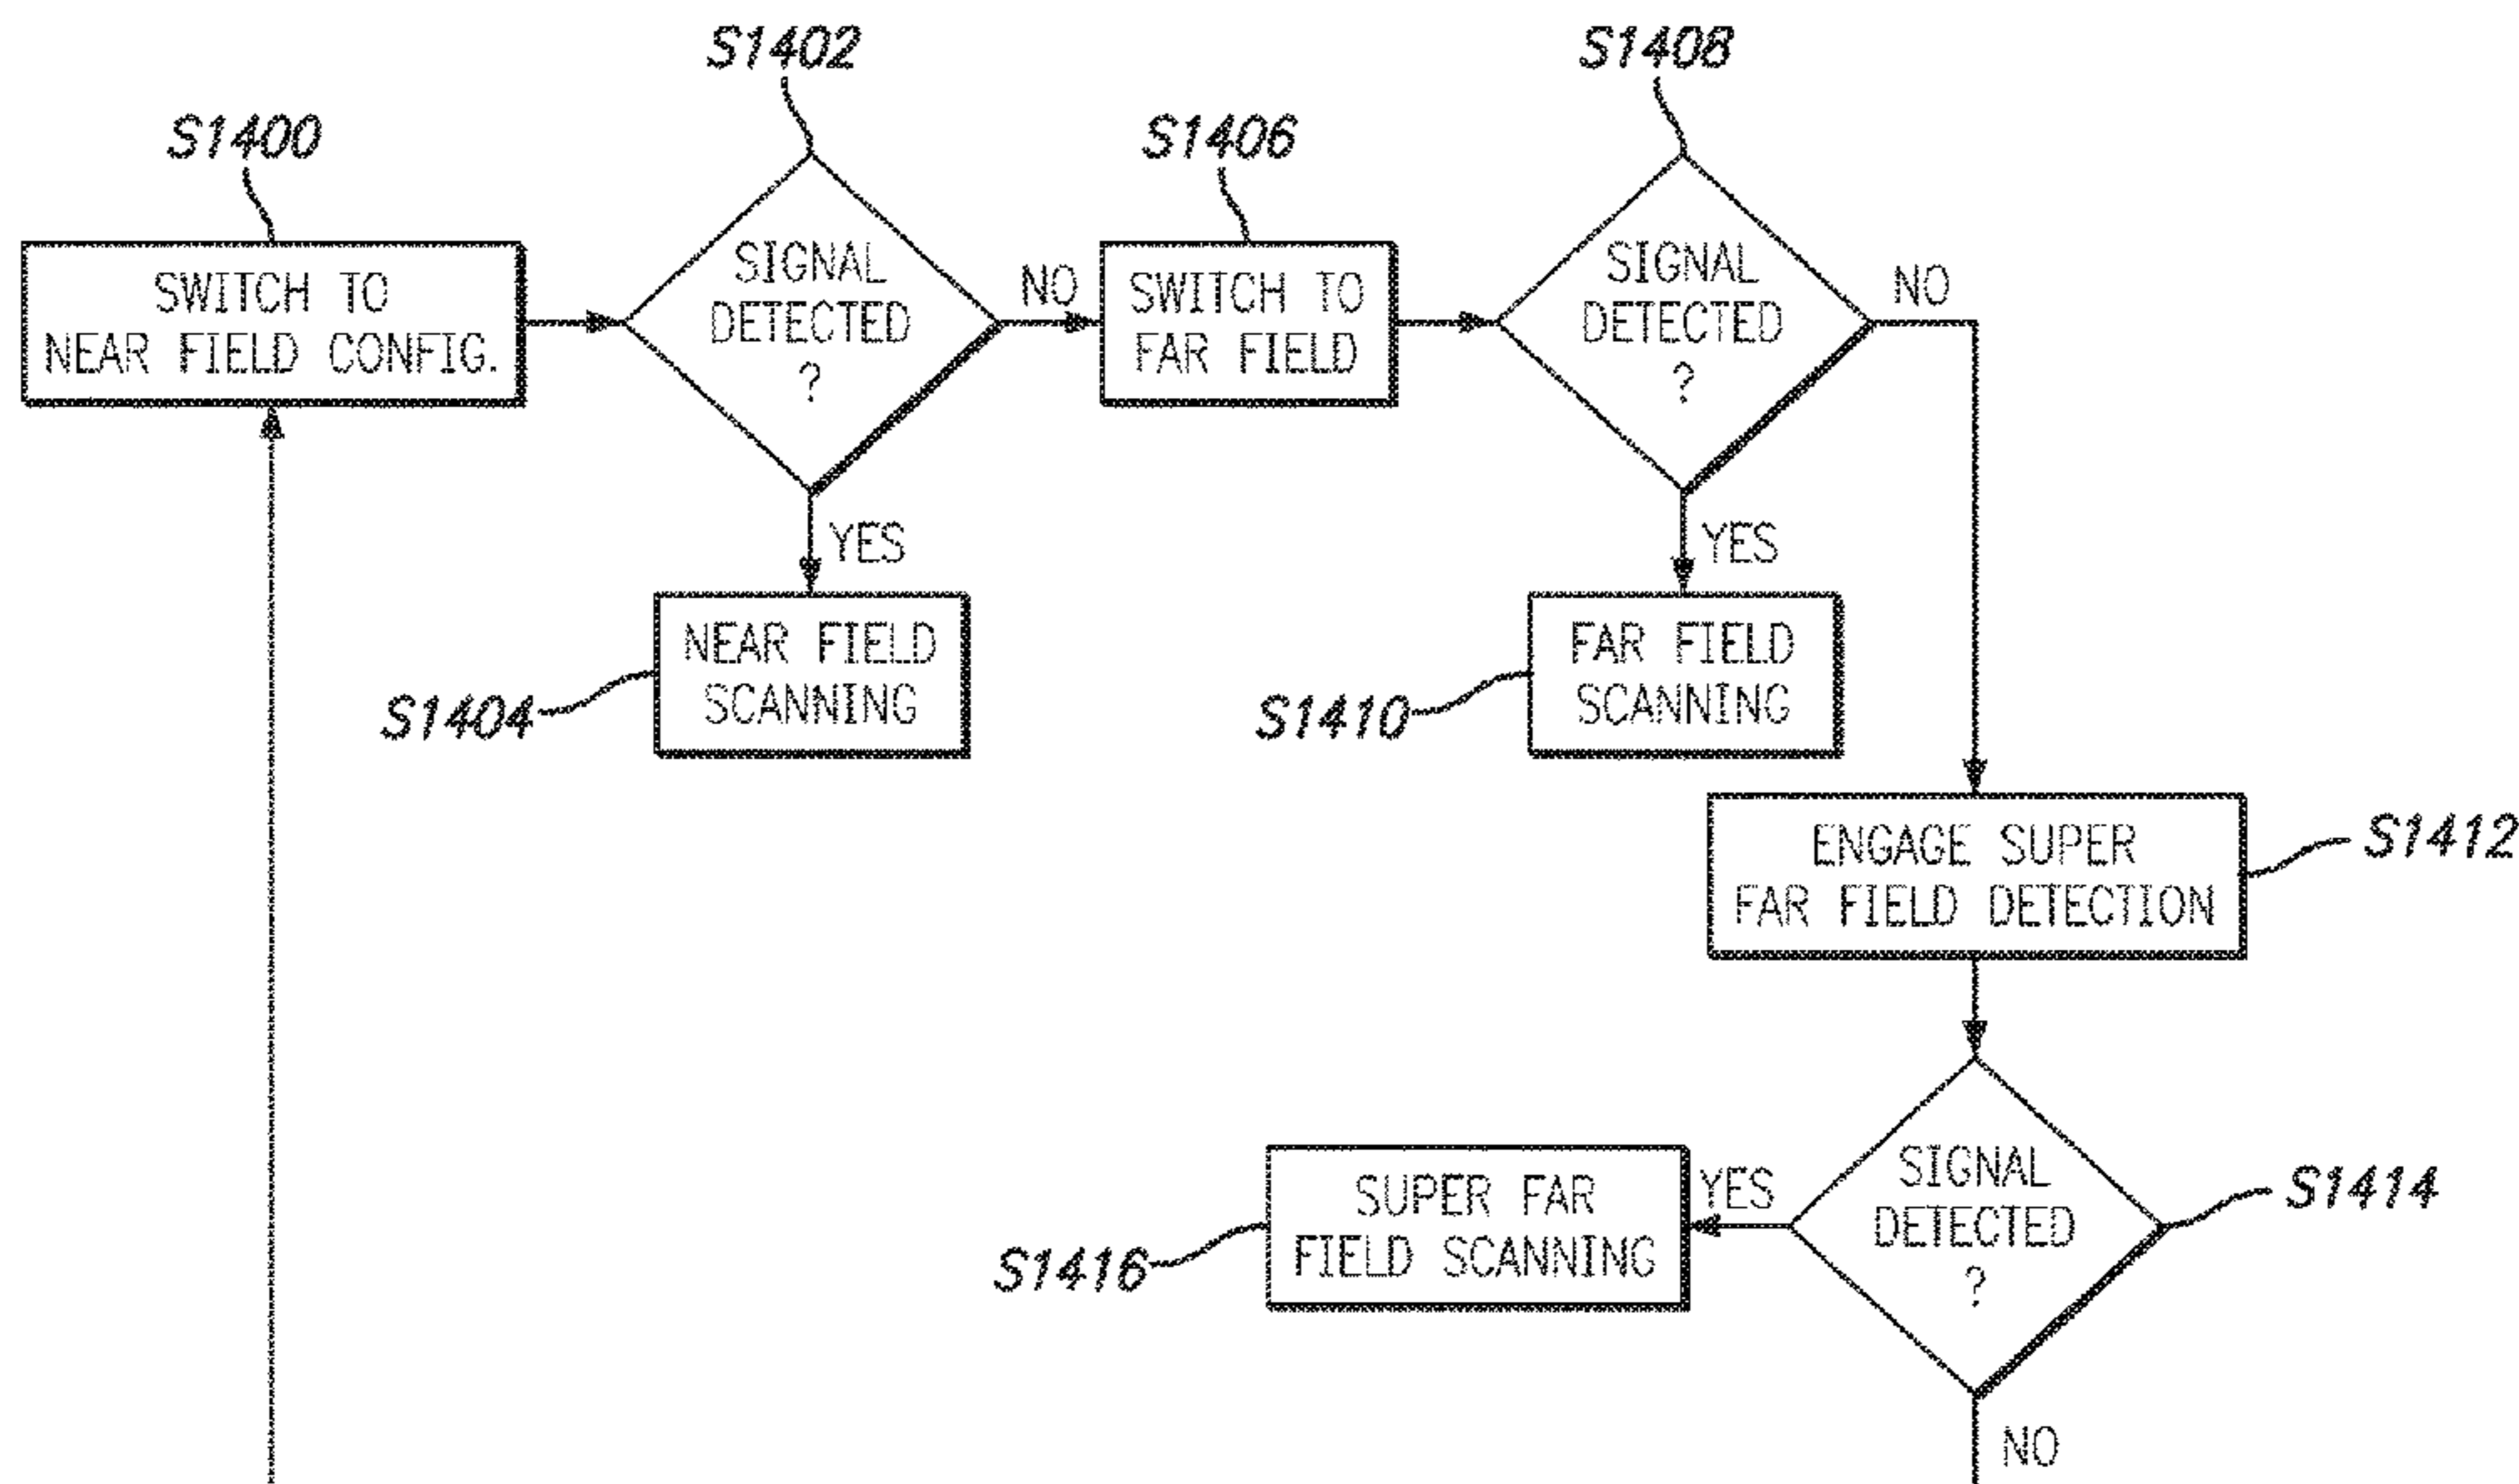 S1402
S1408
S1400
S1406
SWITCH TO
NEAR FIELD CONFIG.
SIGNAL
DETECTED
?
NO
SWITCH TO
FAR FIELD
SIGNAL
DETECTED
?
NO
YES
YES
NEAR FIELD
SCANNING
S1404
FAR FIELD
SCANNING
S1410
ENGAGE SUPER
FAR FIELD DETECTION
S1412
SUPER FAR
FIELD SCANNING
YES
SIGNAL
DETECTED
?
S1414
S1416
NO